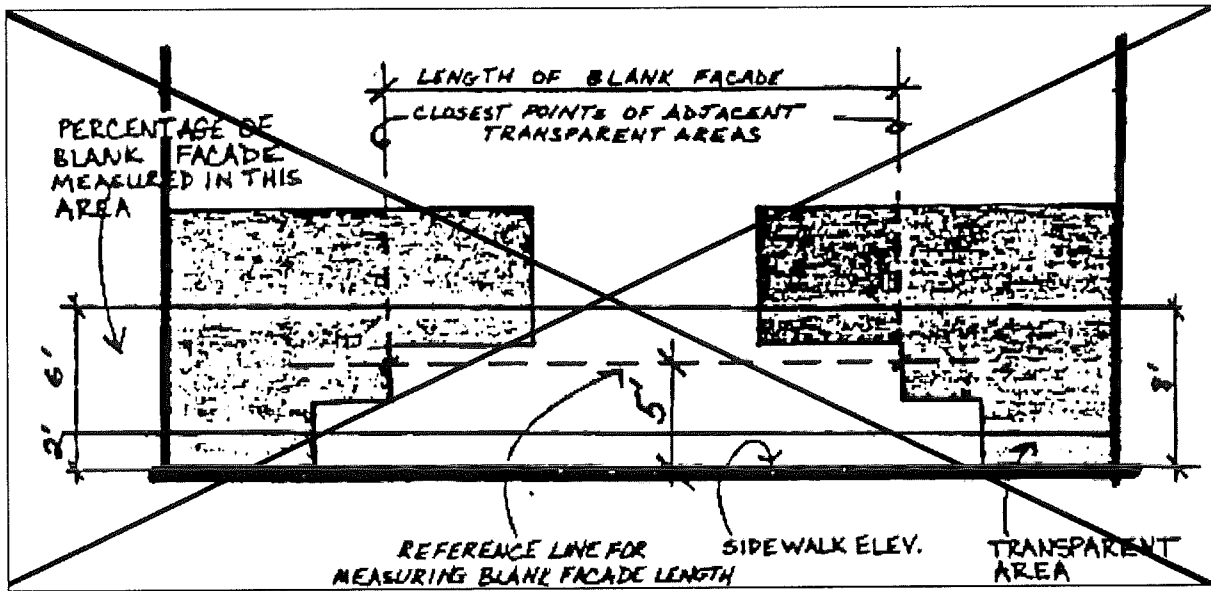 LENGTH OF BLANK FACADE
CLOSEST POINTS OF ADJACENT
TRANSPARENT AREAS
PERCENTAGE OF
BLANK FACADE
MEASURED IN THIS
AREA
6'
2'
5'
8'
REFERENCE LINE FOR
MEASURING BLANK FACADE LENGTH
SIDEWALK ELEV.
TRANSPARENT
AREA